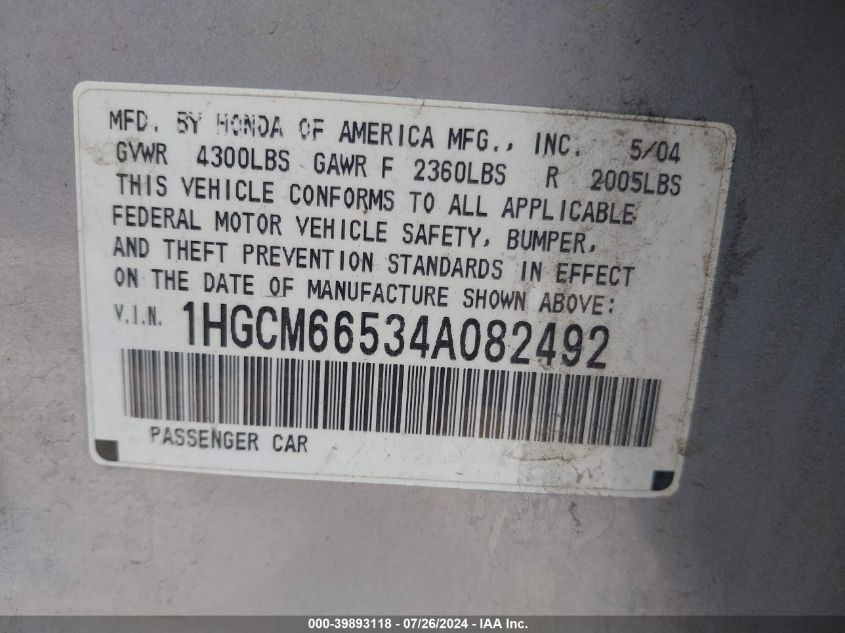 MFD. BY HONDA OF AMERICA MFG., INC. 5/04
GVWR 4300LBS GAWR F 2360LBS R 2005LBS
THIS VEHICLE CONFORMS TO ALL APPLICABLE
FEDERAL MOTOR VEHICLE SAFETY, BUMPER,
AND THEFT PREVENTION STANDARDS IN EFFECT
ON THE DATE OF MANUFACTURE SHOWN ABOVE:
V.I.N. 1HGCM66534A082492
PASSENGER CAR
000-39893118 - 07/26/2024 - IAA, Inc.